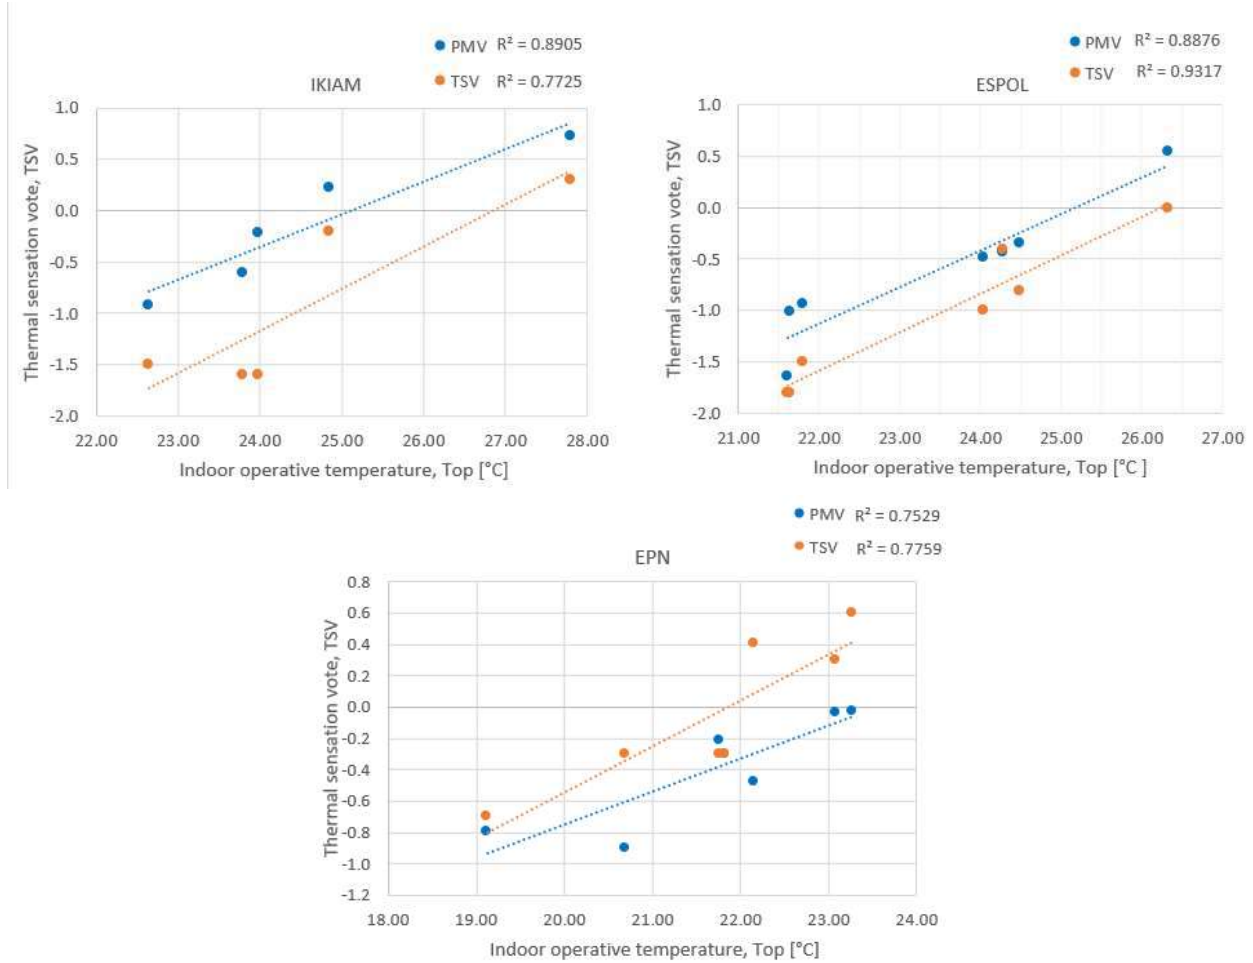 PMV R² = 0.8905
TSV R² = 0.7725
IKIAM
1.0
0.5
0.0
-0.5
-1.0
-1.5
-2.0
22.00 23.00 24.00 25.00 26.00 27.00 28.00
Thermal sensation vote, TSV
Indoor operative temperature, Top [°C]
PMV R² = 0.8876
TSV R² = 0.9317
ESPOL
1.0
0.5
0.0
-0.5
-1.0
-1.5
-2.0
21.00 22.00 23.00 24.00 25.00 26.00 27.00
Thermal sensation vote, TSV
Indoor operative temperature, Top [°C ]
PMV R² = 0.7529
TSV R² = 0.7759
EPN
0.8
0.6
0.4
0.2
0.0
-0.2
-0.4
-0.6
-0.8
-1.0
-1.2
18.00 19.00 20.00 21.00 22.00 23.00 24.00
Thermal sensation vote, TSV
Indoor operative temperature, Top [°C]